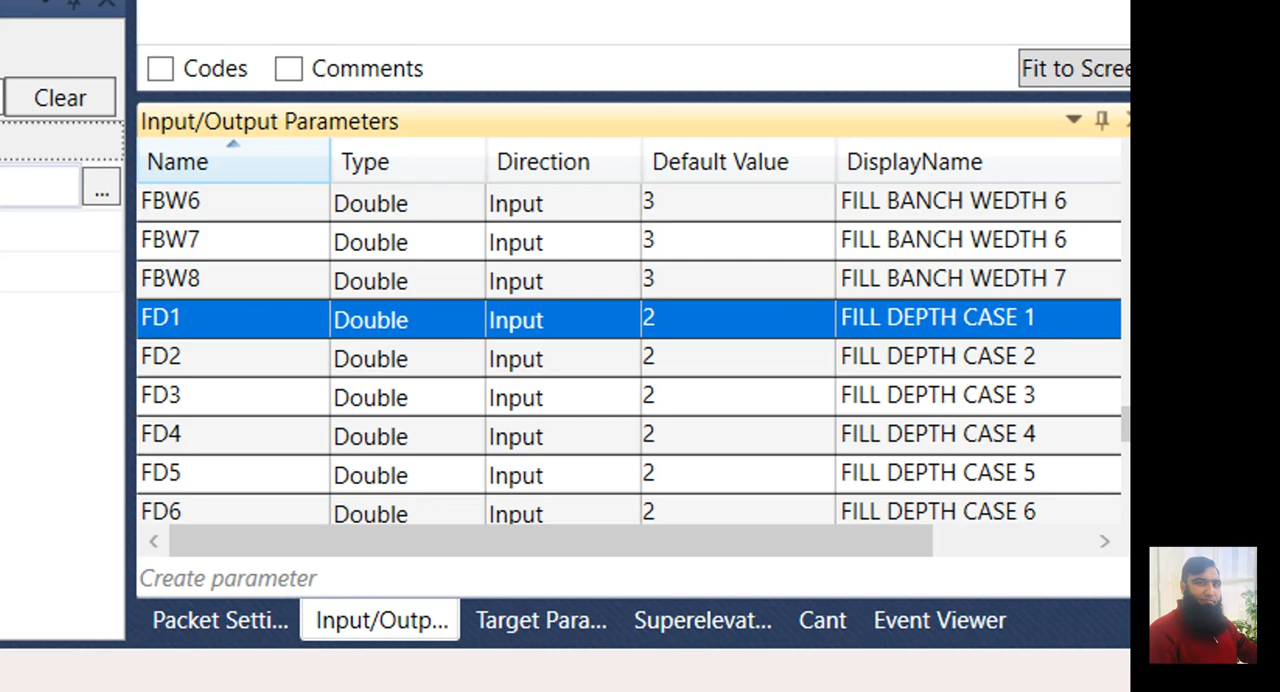 Codes Comments Fit to Scree
Clear
Input/Output Parameters
Name Type Direction Default Value DisplayName
...
FBW6 Double Input 3 FILL BANCH WEDTH 6
FBW7 Double Input 3 FILL BANCH WEDTH 6
FBW8 Double Input 3 FILL BANCH WEDTH 7
FD1 Double Input 2 FILL DEPTH CASE 1
FD2 Double Input 2 FILL DEPTH CASE 2
FD3 Double Input 2 FILL DEPTH CASE 3
FD4 Double Input 2 FILL DEPTH CASE 4
FD5 Double Input 2 FILL DEPTH CASE 5
FD6 Double Input 2 FILL DEPTH CASE 6
Create parameter
Packet Setti... Input/Outp... Target Para... Superelevat... Cant Event Viewer